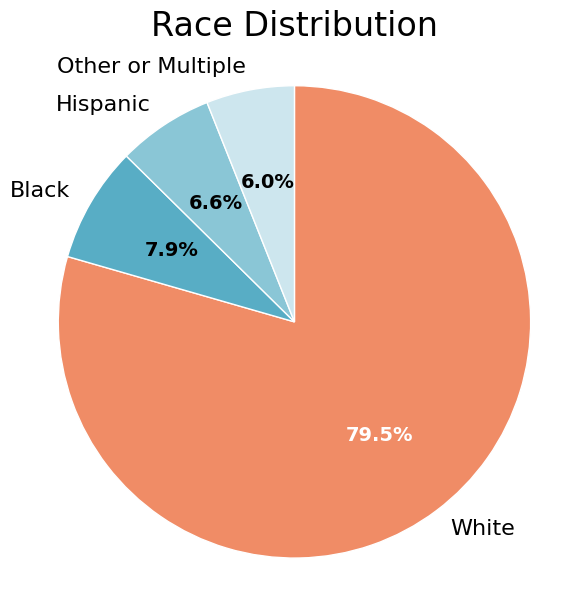 Race Distribution
Other or Multiple
Hispanic
Black
6.0%
6.6%
7.9%
79.5%
White